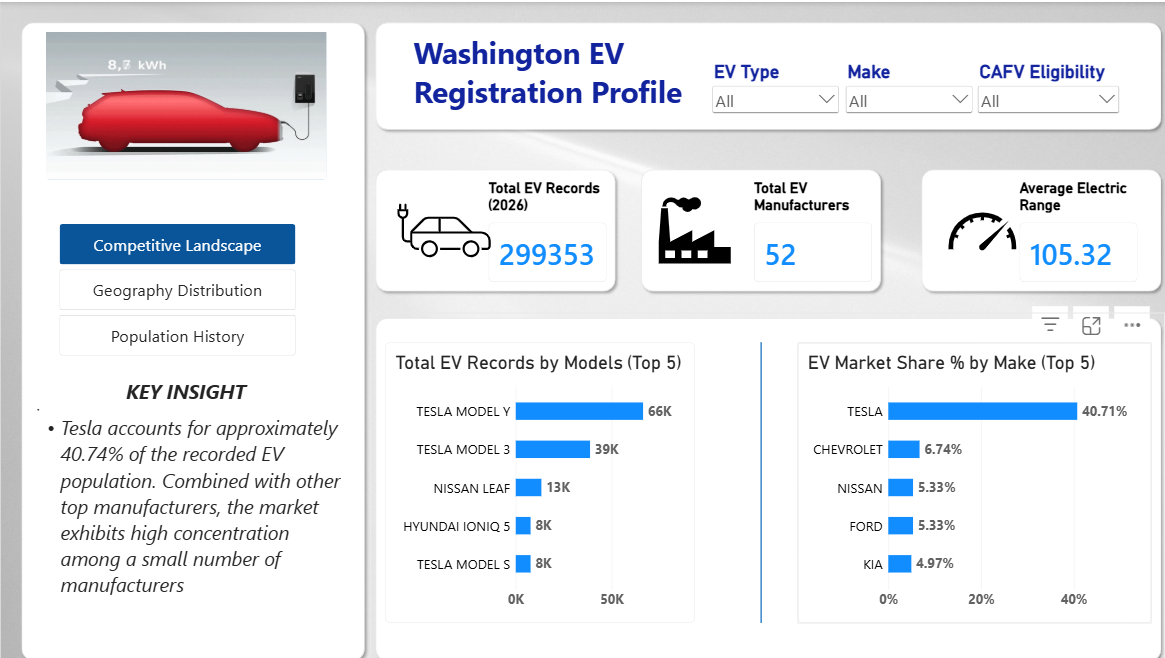 8,7 kWh
Washington EV
Registration Profile
EV Type
Make
CAFV Eligibility
All
All
All
Total EV Records
(2026)
299353
Total EV
Manufacturers
52
Average Electric
Range
105.32
Competitive Landscape
Geography Distribution
Population History
KEY INSIGHT
• Tesla accounts for approximately
40.74% of the recorded EV
population. Combined with other
top manufacturers, the market
exhibits high concentration
among a small number of
manufacturers
Total EV Records by Models (Top 5)
TESLA MODEL Y 66K
TESLA MODEL 3 39K
NISSAN LEAF 13K
HYUNDAI IONIQ 5 8K
TESLA MODEL S 8K
0K 50K
EV Market Share % by Make (Top 5)
TESLA 40.71%
CHEVROLET 6.74%
NISSAN 5.33%
FORD 5.33%
KIA 4.97%
0% 20% 40%